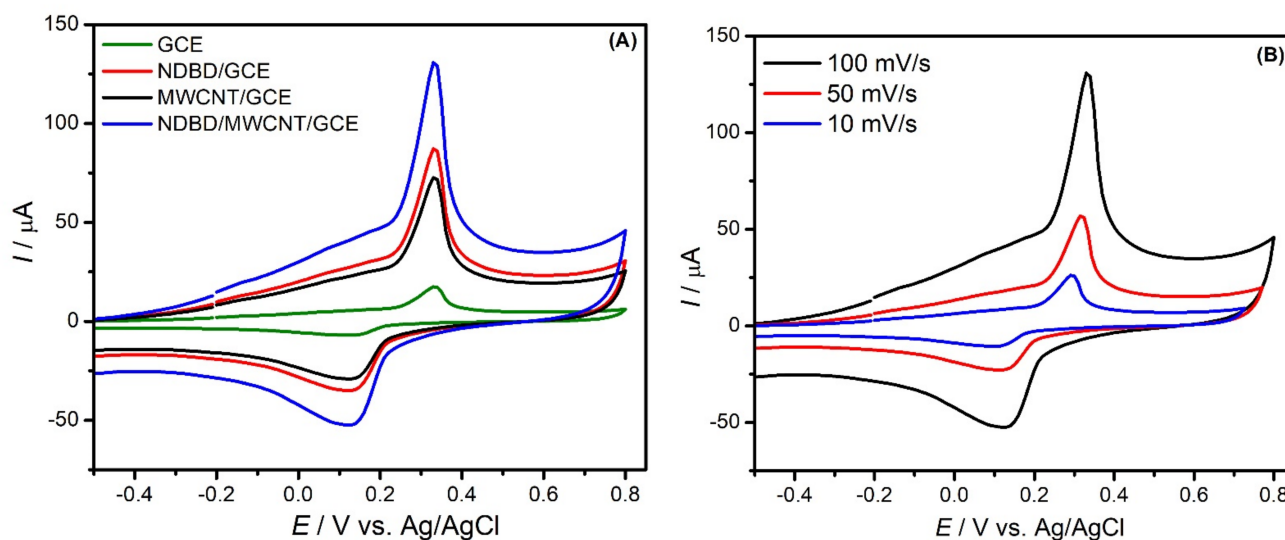 (A)
GCE
NDBD/GCE
MWCNT/GCE
NDBD/MWCNT/GCE
150
100
50
0
-50
I / μA
-0.4 -0.2 0.0 0.2 0.4 0.6 0.8
E / V vs. Ag/AgCl
(B)
100 mV/s
50 mV/s
10 mV/s
150
100
50
0
-50
I / μA
-0.4 -0.2 0.0 0.2 0.4 0.6 0.8
E / V vs. Ag/AgCl